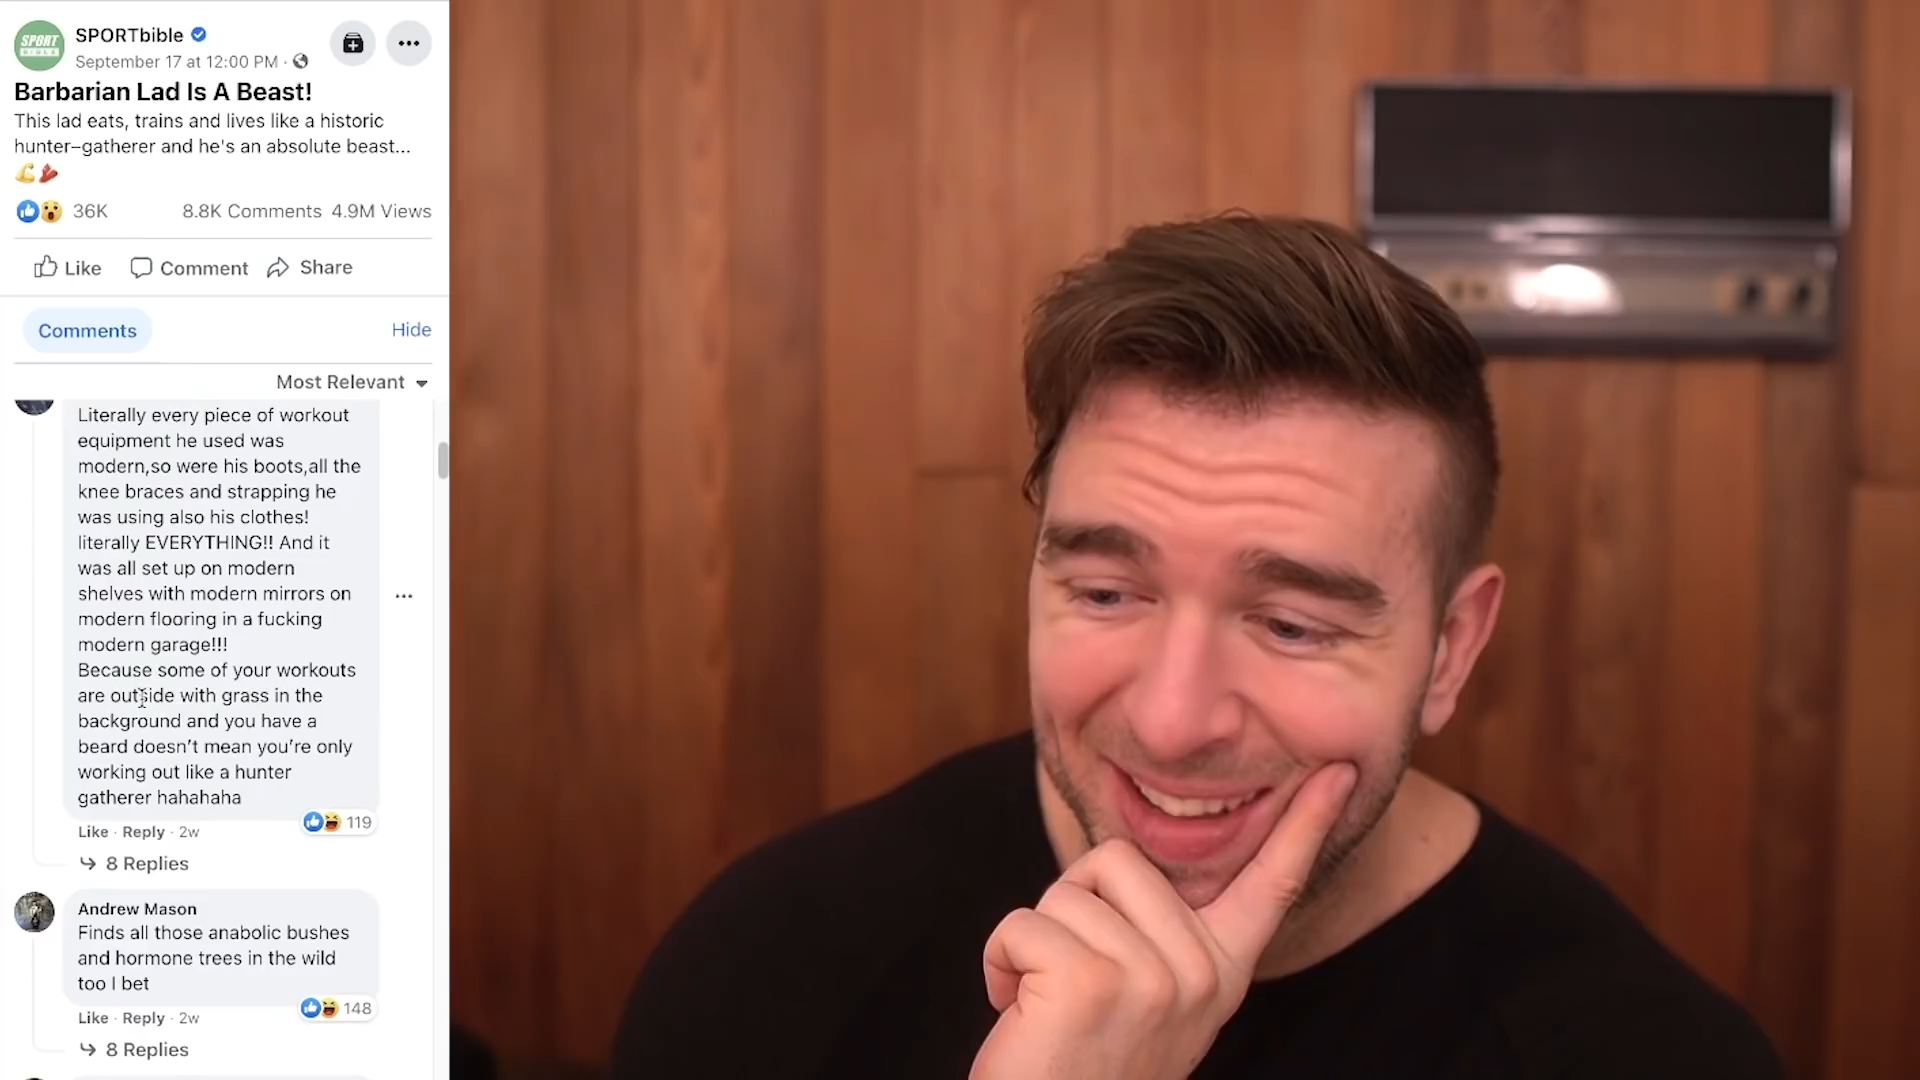 SPORT
BIBLE
SPORTbible
September 17 at 12:00 PM ·
Barbarian Lad Is A Beast!
This lad eats, trains and lives like a historic
hunter–gatherer and he's an absolute beast...
36K
8.8K Comments 4.9M Views
Like Comment Share
Comments
Hide
Most Relevant
Literally every piece of workout
equipment he used was
modern,so were his boots,all the
knee braces and strapping he
was using also his clothes!
literally EVERYTHING!! And it
was all set up on modern
shelves with modern mirrors on
modern flooring in a fucking
modern garage!!!
Because some of your workouts
are outside with grass in the
background and you have a
beard doesn’t mean you’re only
working out like a hunter
gatherer hahahaha
119
Like · Reply · 2w
8 Replies
Andrew Mason
Finds all those anabolic bushes
and hormone trees in the wild
too I bet
148
Like · Reply · 2w
8 Replies